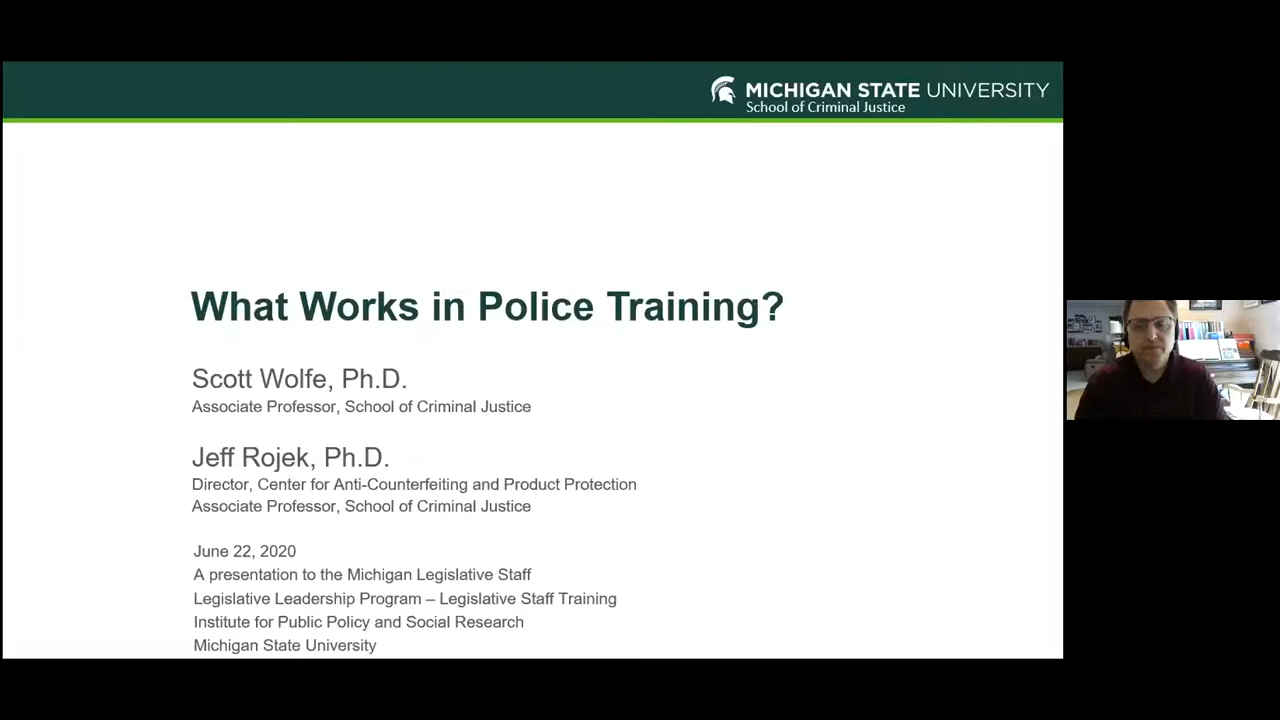 MICHIGAN STATE UNIVERSITY
School of Criminal Justice
What Works in Police Training?
Scott Wolfe, Ph.D.
Associate Professor, School of Criminal Justice
Jeff Rojek, Ph.D.
Director, Center for Anti-Counterfeiting and Product Protection
Associate Professor, School of Criminal Justice
June 22, 2020
A presentation to the Michigan Legislative Staff
Legislative Leadership Program – Legislative Staff Training
Institute for Public Policy and Social Research
Michigan State University